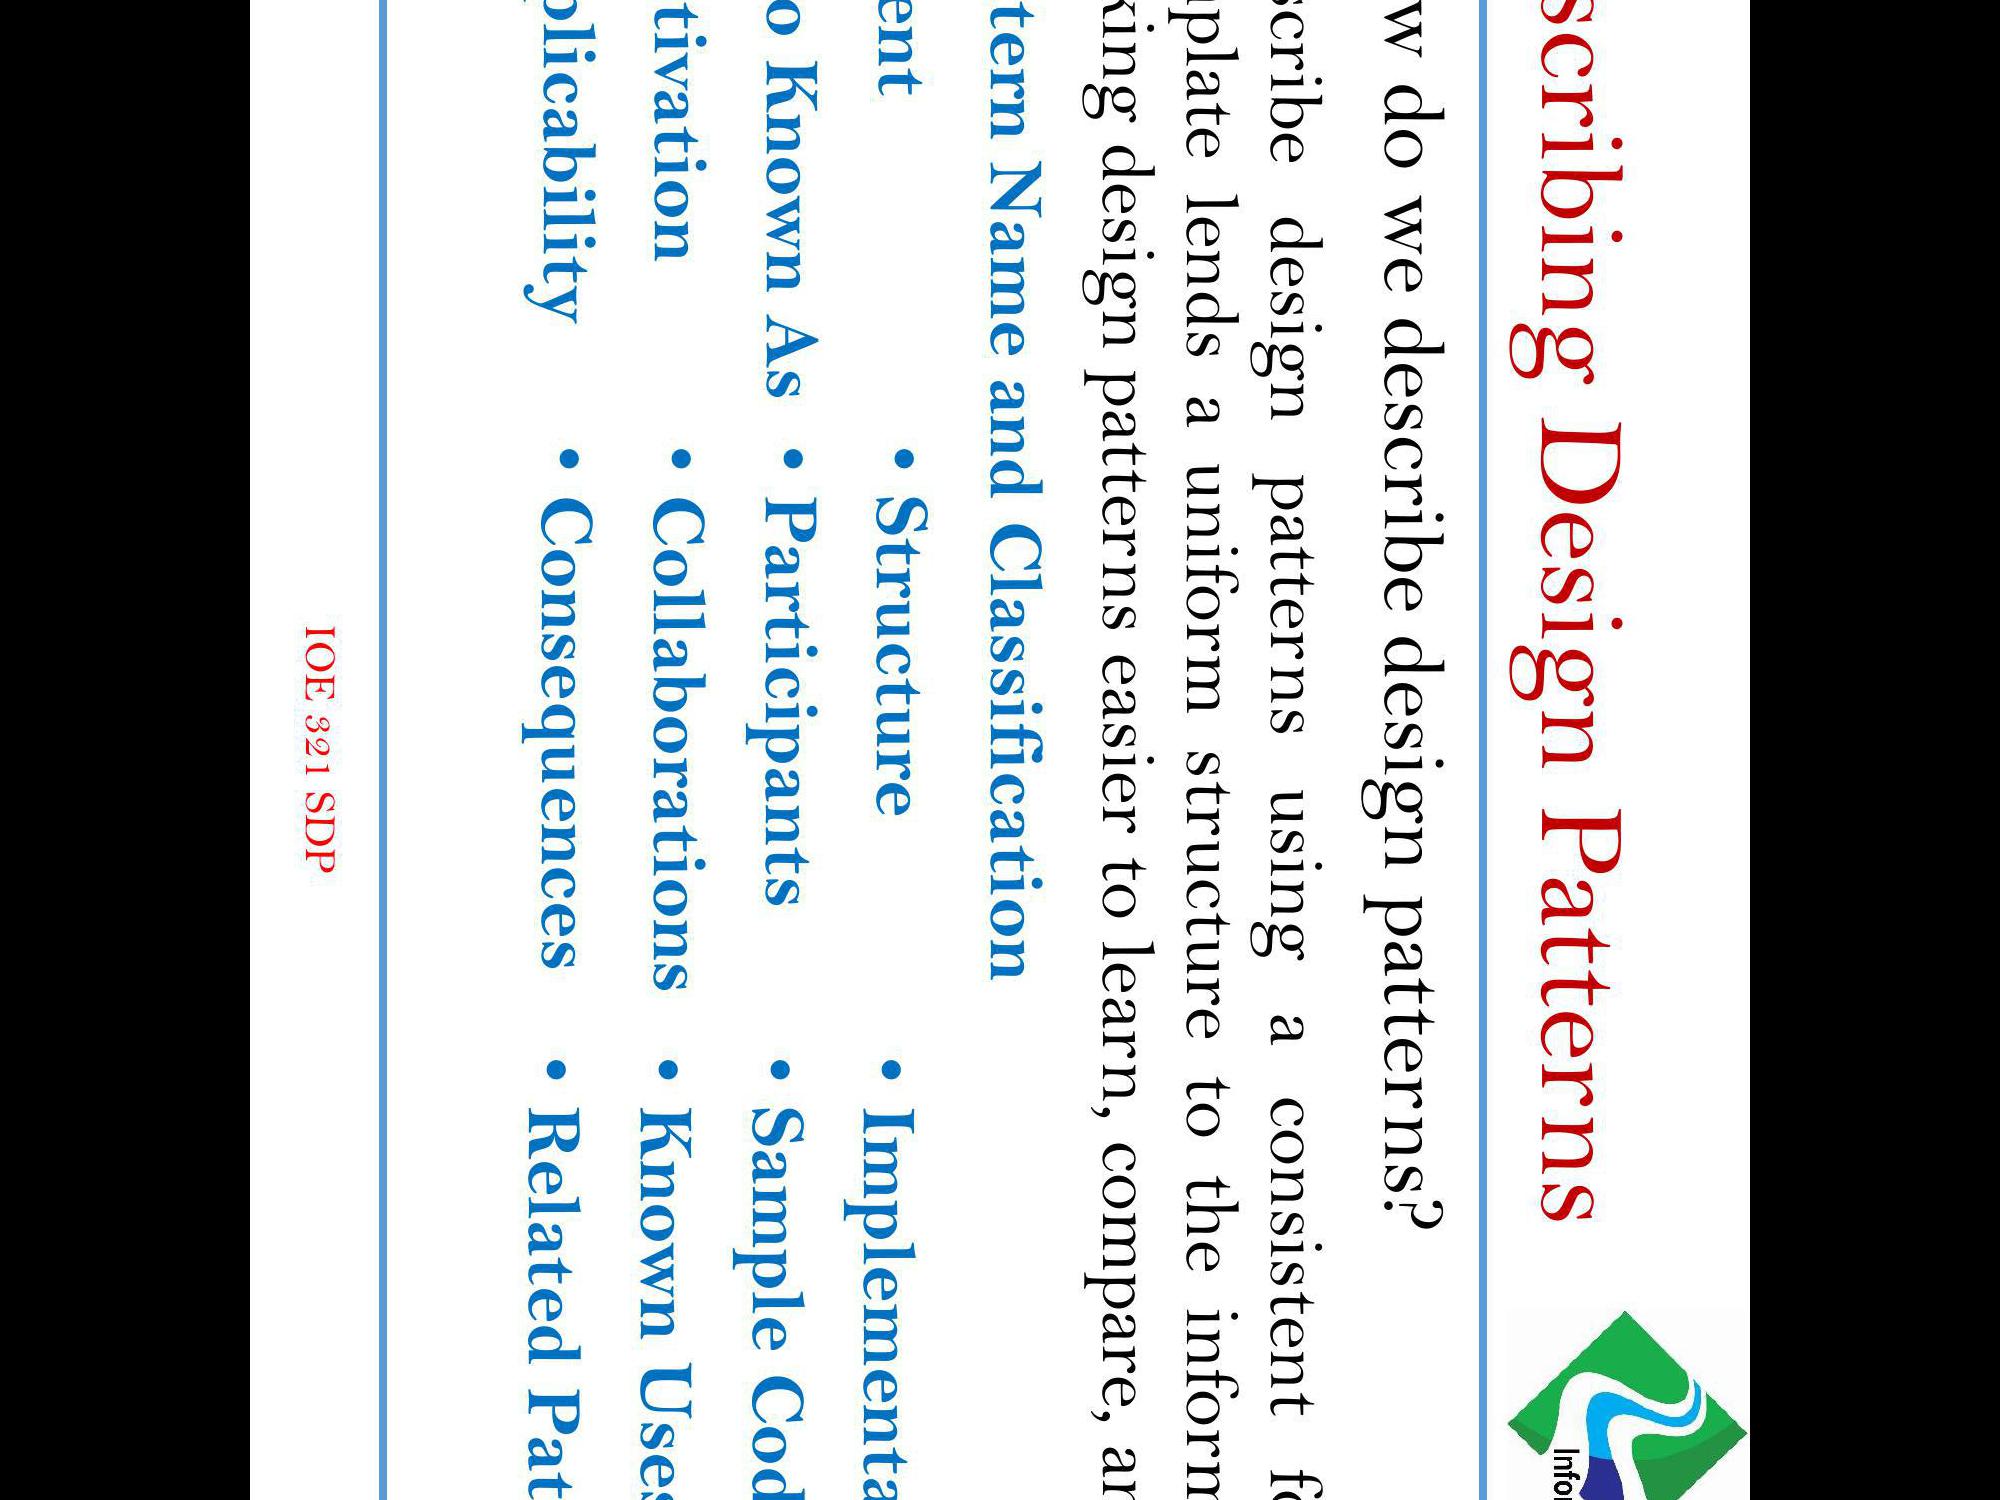 scribing Design Patterns
w do we describe design patterns?
scribe design patterns using a consistent fo
plate lends a uniform structure to the inform
king design patterns easier to learn, compare, an
tern Name and Classification
ent • Structure • Implementa
o Known As • Participants • Sample Cod
tivation • Collaborations • Known Uses
plicability • Consequences • Related Pat
IOE 321 SDP
Infor